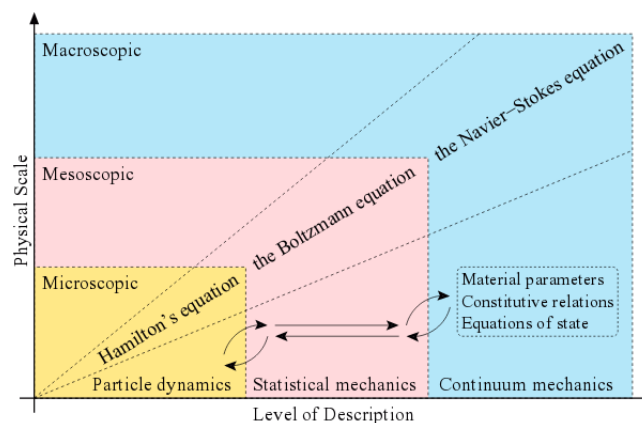 Macroscopic
the Navier–Stokes equation
Mesoscopic
the Boltzmann equation
Physical Scale
Microscopic
Hamilton's equation
Material parameters
Constitutive relations
Equations of state
Particle dynamics
Statistical mechanics
Continuum mechanics
Level of Description